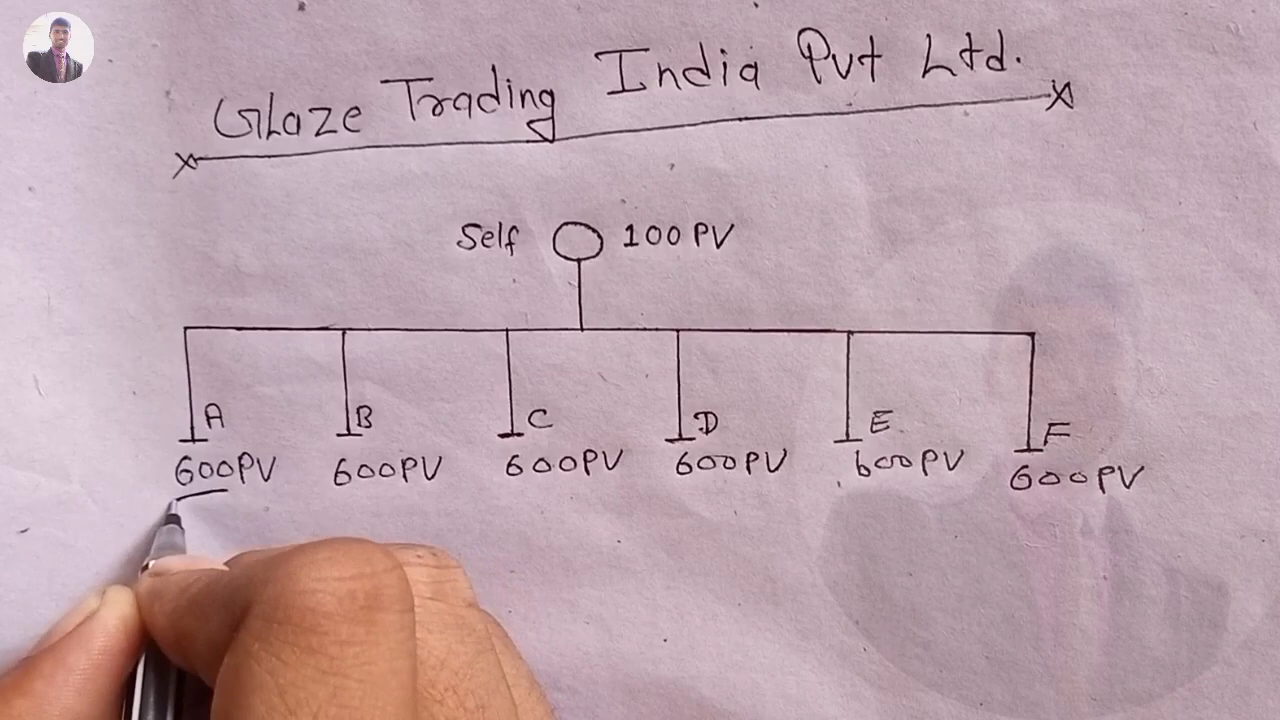 Glaze Trading India Pvt Ltd.
Self 100 PV
A B C D E F
600PV 600PV 600PV 600PV 600PV 600PV